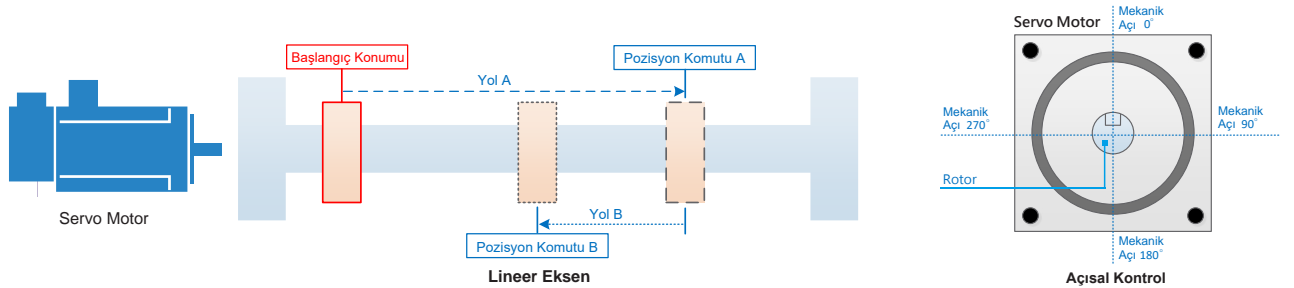 Servo Motor
Başlangıç Konumu
Pozisyon Komutu A
Yol A
Yol B
Pozisyon Komutu B
Lineer Eksen
Servo Motor
Mekanik
Açı 0°
Mekanik
Açı 270°
Mekanik
Açı 90°
Rotor
Mekanik
Açı 180°
Açısal Kontrol